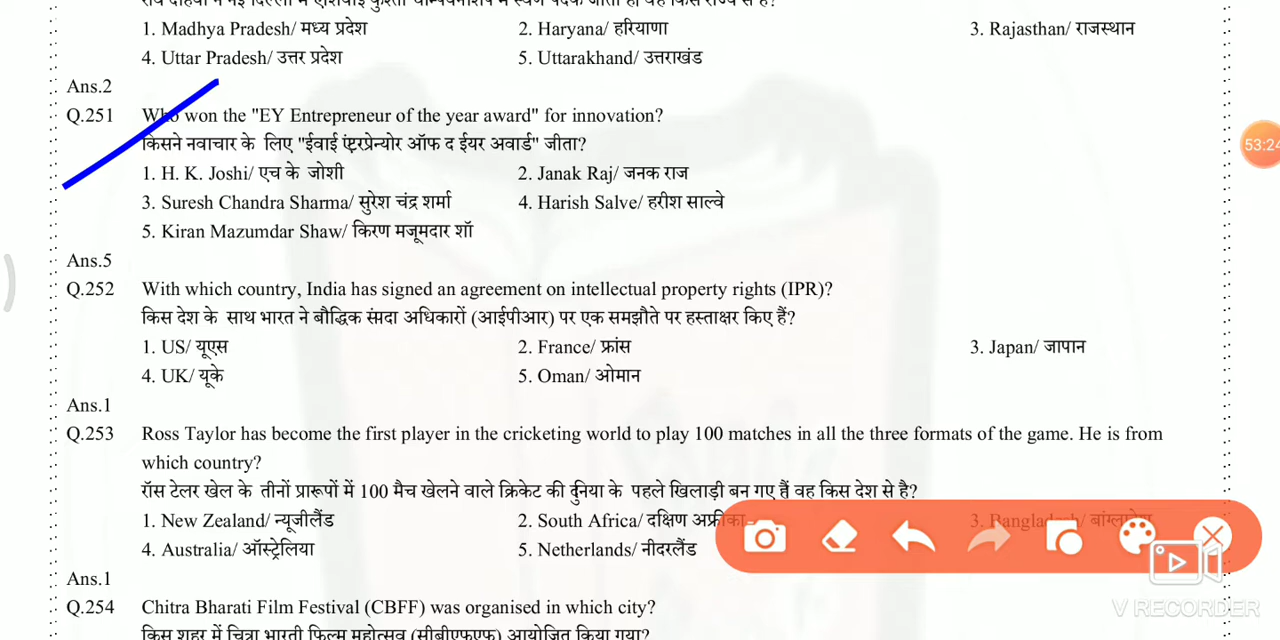 1. Madhya Pradesh/ मध्य प्रदेश 2. Haryana/ हरियाणा 3. Rajasthan/ राजस्थान
4. Uttar Pradesh/ उत्तर प्रदेश 5. Uttarakhand/ उत्तराखंड
Ans.2
Q.251 Who won the "EY Entrepreneur of the year award" for innovation?
किसने नवाचार के लिए "ईवाई एंटरप्रेन्योर ऑफ द ईयर अवार्ड" जीता?
1. H. K. Joshi/ एच के जोशी 2. Janak Raj/ जनक राज
3. Suresh Chandra Sharma/ सुरेश चंद्र शर्मा 4. Harish Salve/ हरीश साल्वे
5. Kiran Mazumdar Shaw/ किरण मजूमदार शॉ
Ans.5
53:24
Q.252 With which country, India has signed an agreement on intellectual property rights (IPR)?
किस देश के साथ भारत ने बौद्धिक संपदा अधिकारों (आईपीआर) पर एक समझौते पर हस्ताक्षर किए हैं?
1. US/ यूएस 2. France/ फ्रांस 3. Japan/ जापान
4. UK/ यूके 5. Oman/ ओमान
Ans.1
Q.253 Ross Taylor has become the first player in the cricketing world to play 100 matches in all the three formats of the game. He is from
which country?
रॉस टेलर खेल के तीनों प्रारूपों में 100 मैच खेलने वाले क्रिकेट की दुनिया के पहले खिलाड़ी बन गए हैं वह किस देश से है?
1. New Zealand/ न्यूजीलैंड 2. South Africa/ दक्षिण अफ्रीका 3. Bangladesh/ बांग्लादेश
4. Australia/ ऑस्ट्रेलिया 5. Netherlands/ नीदरलैंड
Ans.1
V RECORDER
Q.254 Chitra Bharati Film Festival (CBFF) was organised in which city?
किस शहर में चित्रा भारती फिल्म महोत्सव (सीबीएफएफ) आयोजित किया गया?